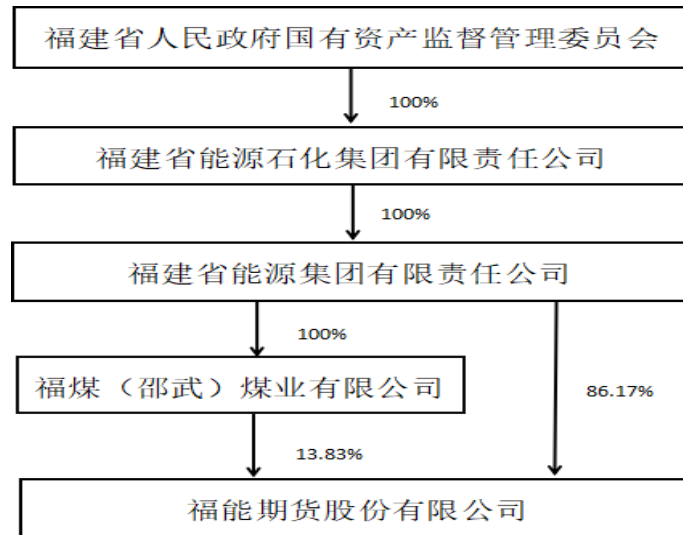 福建省人民政府国有资产监督管理委员会
100%
福建省能源石化集团有限责任公司
100%
福建省能源集团有限责任公司
100%
福煤（邵武）煤业有限公司
86.17%
13.83%
福能期货股份有限公司